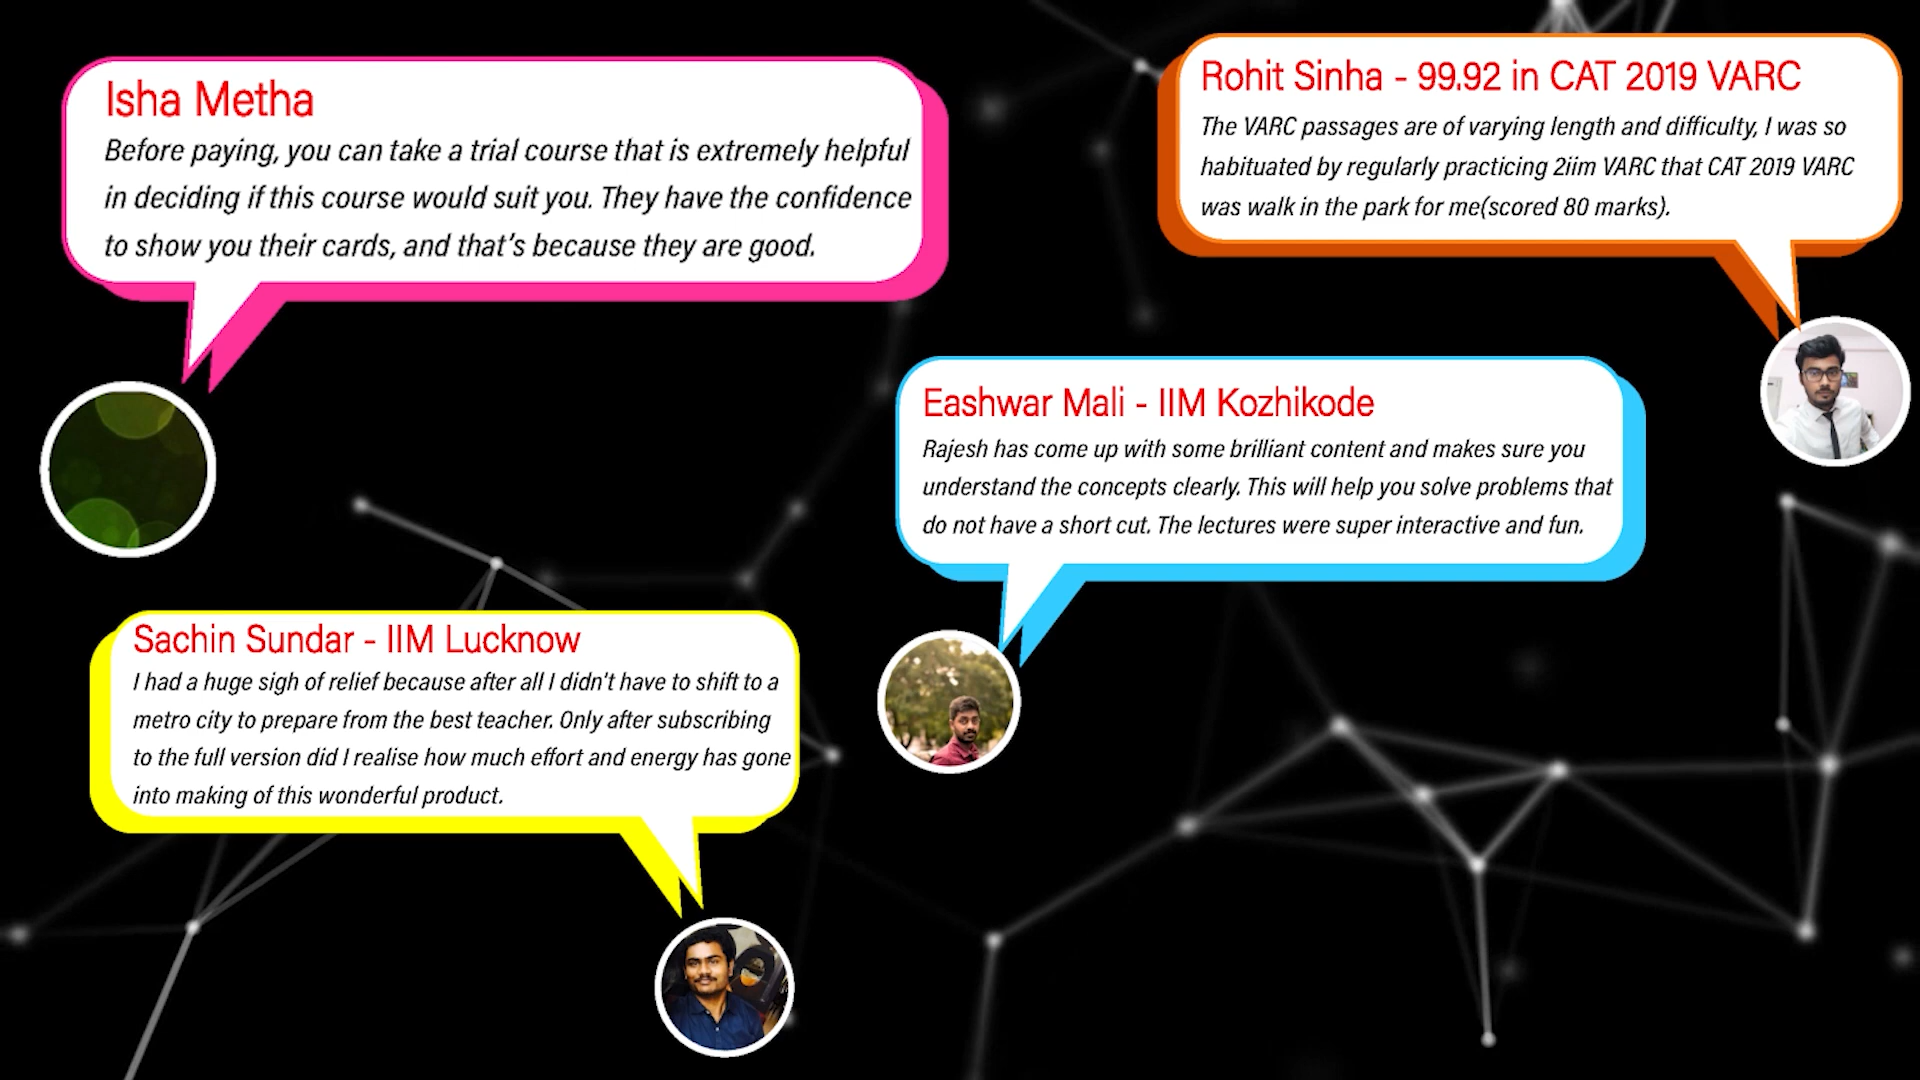 Isha Metha
Before paying, you can take a trial course that is extremely helpful
in deciding if this course would suit you. They have the confidence
to show you their cards, and that's because they are good.
Rohit Sinha - 99.92 in CAT 2019 VARC
The VARC passages are of varying length and difficulty, I was so
habituated by regularly practicing 2iim VARC that CAT 2019 VARC
was walk in the park for me(scored 80 marks).
Eashwar Mali - IIM Kozhikode
Rajesh has come up with some brilliant content and makes sure you
understand the concepts clearly. This will help you solve problems that
do not have a short cut. The lectures were super interactive and fun.
Sachin Sundar - IIM Lucknow
I had a huge sigh of relief because after all I didn't have to shift to a
metro city to prepare from the best teacher. Only after subscribing
to the full version did I realise how much effort and energy has gone
into making of this wonderful product.